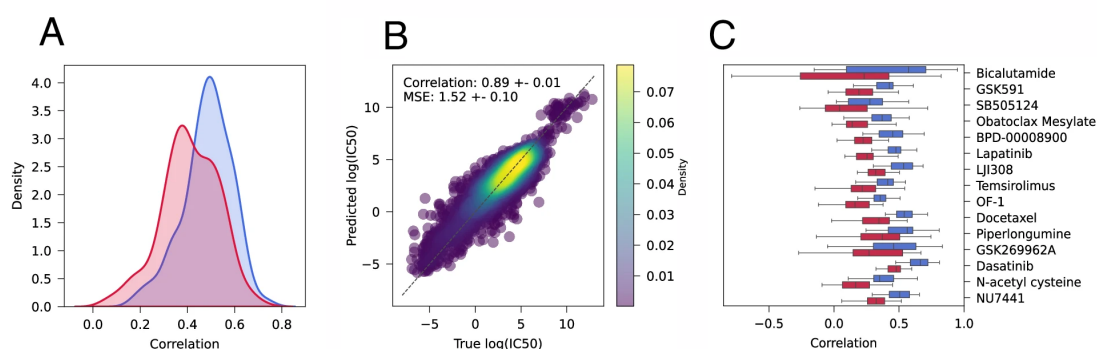 A
4.0
3.5
3.0
2.5
2.0
1.5
1.0
0.5
0.0
Density
0.0 0.2 0.4 0.6 0.8
Correlation
B
Correlation: 0.89 +- 0.01
MSE: 1.52 +- 0.10
10
5
0
−5
Predicted log(IC50)
−5 0 5 10
True log(IC50)
0.07
0.06
0.05
0.04
0.03
0.02
0.01
Density
C
Bicalutamide
GSK591
SB505124
Obatoclax Mesylate
BPD-00008900
Lapatinib
LJI308
Temsirolimus
OF-1
Docetaxel
Piperlongumine
GSK269962A
Dasatinib
N-acetyl cysteine
NU7441
−0.5 0.0 0.5 1.0
Correlation